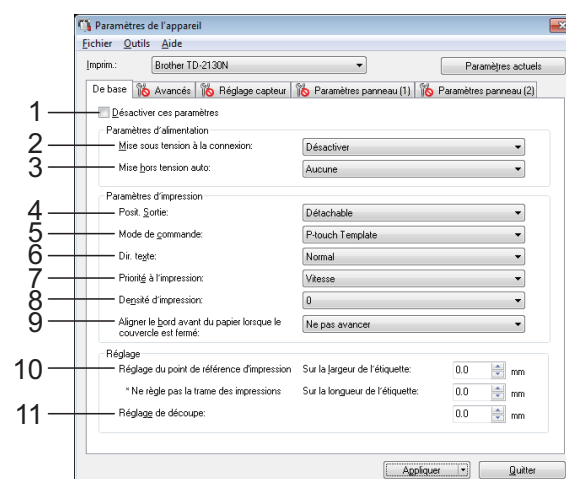 Paramètres de l'appareil
Fichier Outils Aide
Imprim.: Brother TD-2130N Paramètres actuels
De base Avancés Réglage capteur Paramètres panneau (1) Paramètres panneau (2)
1 Désactiver ces paramètres
Paramètres d'alimentation
2 Mise sous tension à la connexion: Désactiver
3 Mise hors tension auto: Aucune
Paramètres d'impression
4 Posit. Sortie: Détachable
5 Mode de commande: P-touch Template
6 Dir. texte: Normal
7 Priorité à l'impression: Vitesse
8 Densité d'impression: 0
9 Aligner le bord avant du papier lorsque le Ne pas avancer
couvercle est fermé:
Réglage
10 Réglage du point de référence d'impression Sur la largeur de l'étiquette: 0.0 mm
* Ne règle pas la trame des impressions Sur la longueur de l'étiquette: 0.0 mm
11 Réglage de découpe: 0.0 mm
Appliquer Quitter